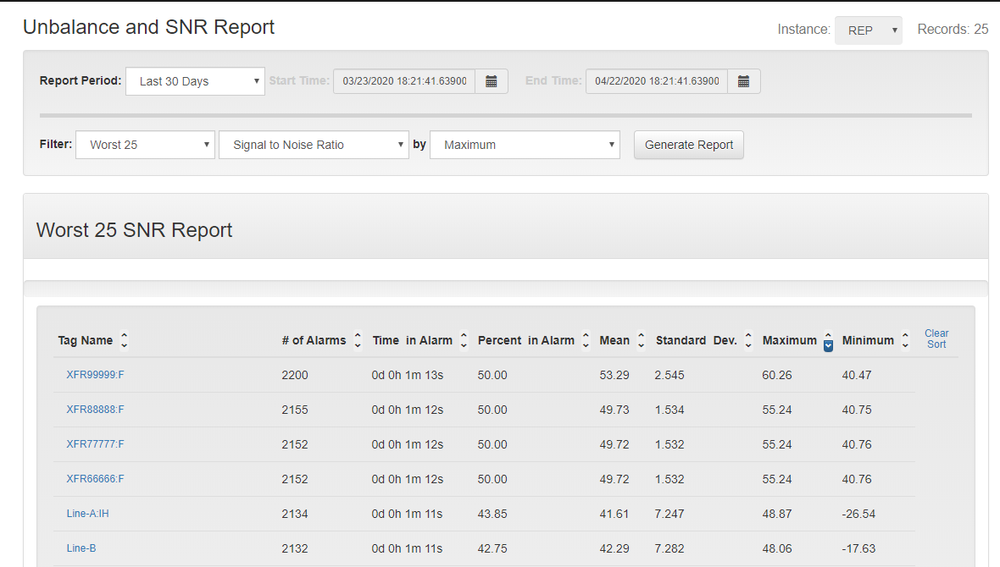 Unbalance and SNR Report
Instance: REP Records: 25
Report Period: Last 30 Days Start Time: 03/23/2020 18:21:41.63900 End Time: 04/22/2020 18:21:41.63900
Filter: Worst 25 Signal to Noise Ratio by Maximum Generate Report
Worst 25 SNR Report
Tag Name # of Alarms Time in Alarm Percent in Alarm Mean Standard Dev. Maximum Minimum Clear
Sort
XFR99999:F 2200 0d 0h 1m 13s 50.00 53.29 2.545 60.26 40.47
XFR88888:F 2155 0d 0h 1m 12s 50.00 49.73 1.534 55.24 40.75
XFR77777:F 2152 0d 0h 1m 12s 50.00 49.72 1.532 55.24 40.76
XFR66666:F 2152 0d 0h 1m 12s 50.00 49.72 1.532 55.24 40.76
Line-A:IH 2134 0d 0h 1m 11s 43.85 41.61 7.247 48.87 -26.54
Line-B 2132 0d 0h 1m 11s 42.75 42.29 7.282 48.06 -17.63